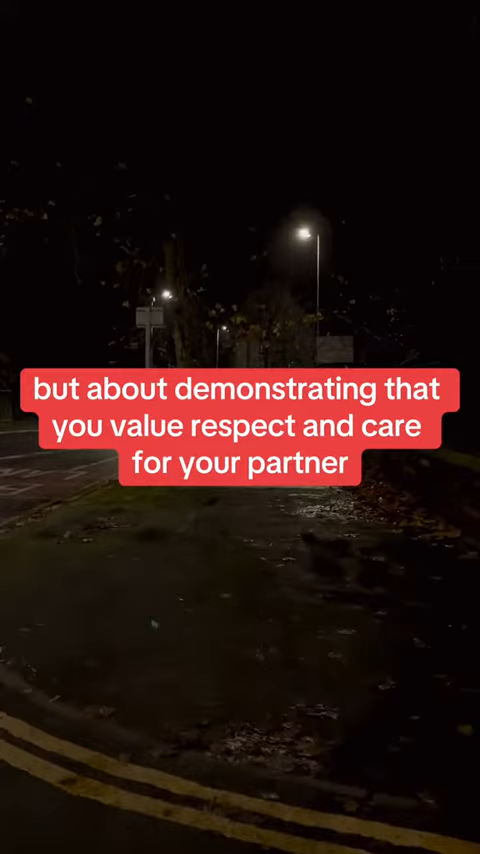 but about demonstrating that
you value respect and care
for your partner